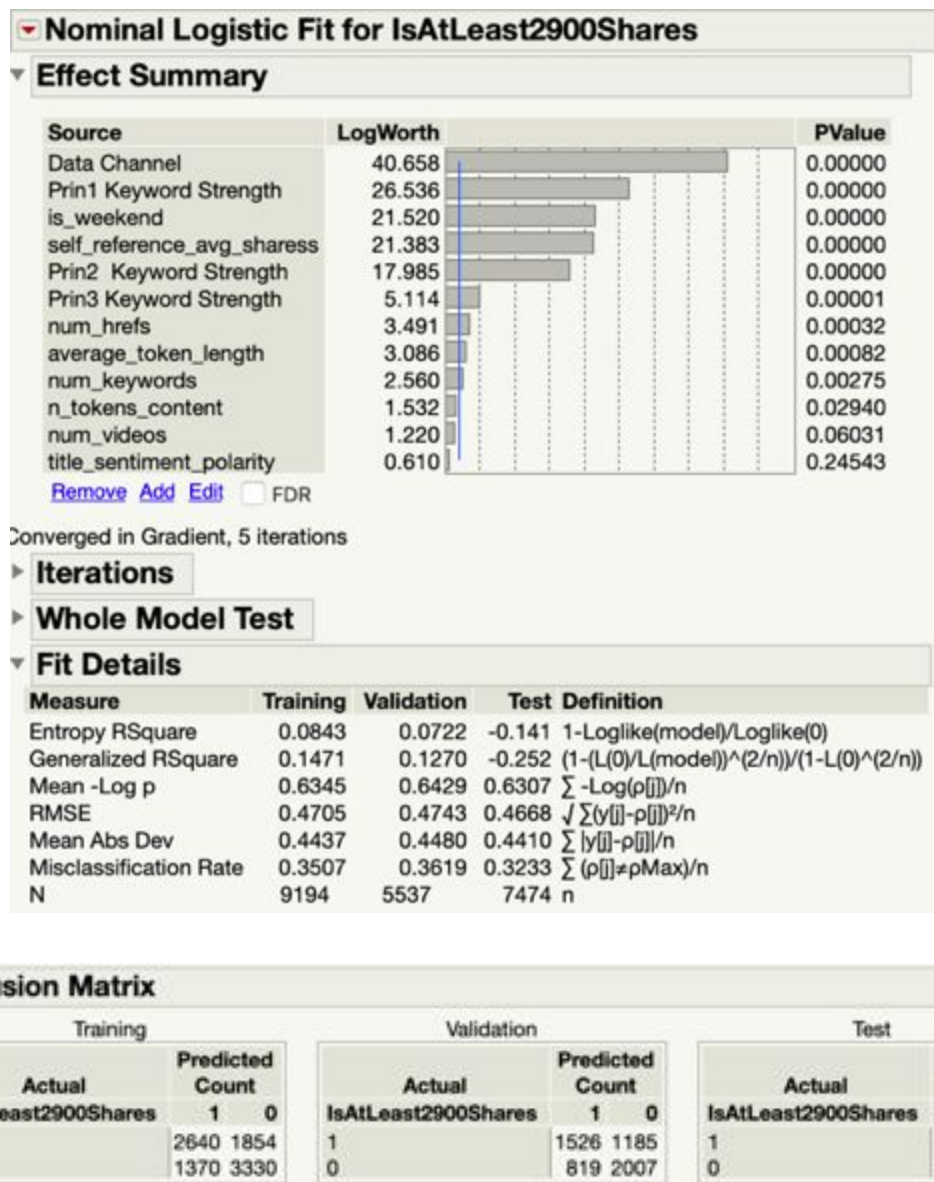 Nominal Logistic Fit for IsAtLeast2900Shares
Effect Summary
Source LogWorth PValue
Data Channel 40.658 0.00000
Prin1 Keyword Strength 26.536 0.00000
is_weekend 21.520 0.00000
self_reference_avg_sharess 21.383 0.00000
Prin2 Keyword Strength 17.985 0.00000
Prin3 Keyword Strength 5.114 0.00001
num_hrefs 3.491 0.00032
average_token_length 3.086 0.00082
num_keywords 2.560 0.00275
n_tokens_content 1.532 0.02940
num_videos 1.220 0.06031
title_sentiment_polarity 0.610 0.24543
Remove Add Edit FDR
Converged in Gradient, 5 iterations
Iterations
Whole Model Test
Fit Details
Measure Training Validation Test Definition
Entropy RSquare 0.0843 0.0722 -0.141 1-Loglike(model)/Loglike(0)
Generalized RSquare 0.1471 0.1270 -0.252 (1-(L(0)/L(model))^(2/n))/(1-L(0)^(2/n))
Mean -Log p 0.6345 0.6429 0.6307 ∑ -Log(ρ[j])/n
RMSE 0.4705 0.4743 0.4668 √ ∑(y[j]-ρ[j])²/n
Mean Abs Dev 0.4437 0.4480 0.4410 ∑ |y[j]-ρ[j]|/n
Misclassification Rate 0.3507 0.3619 0.3233 ∑ (ρ[j]≠ρMax)/n
N 9194 5537 7474 n
sion Matrix
Training Validation Test
Predicted Predicted
Actual Count Actual Count Actual
east2900Shares 1 0 IsAtLeast2900Shares 1 0 IsAtLeast2900Shares
2640 1854 1 1526 1185 1
1370 3330 0 819 2007 0